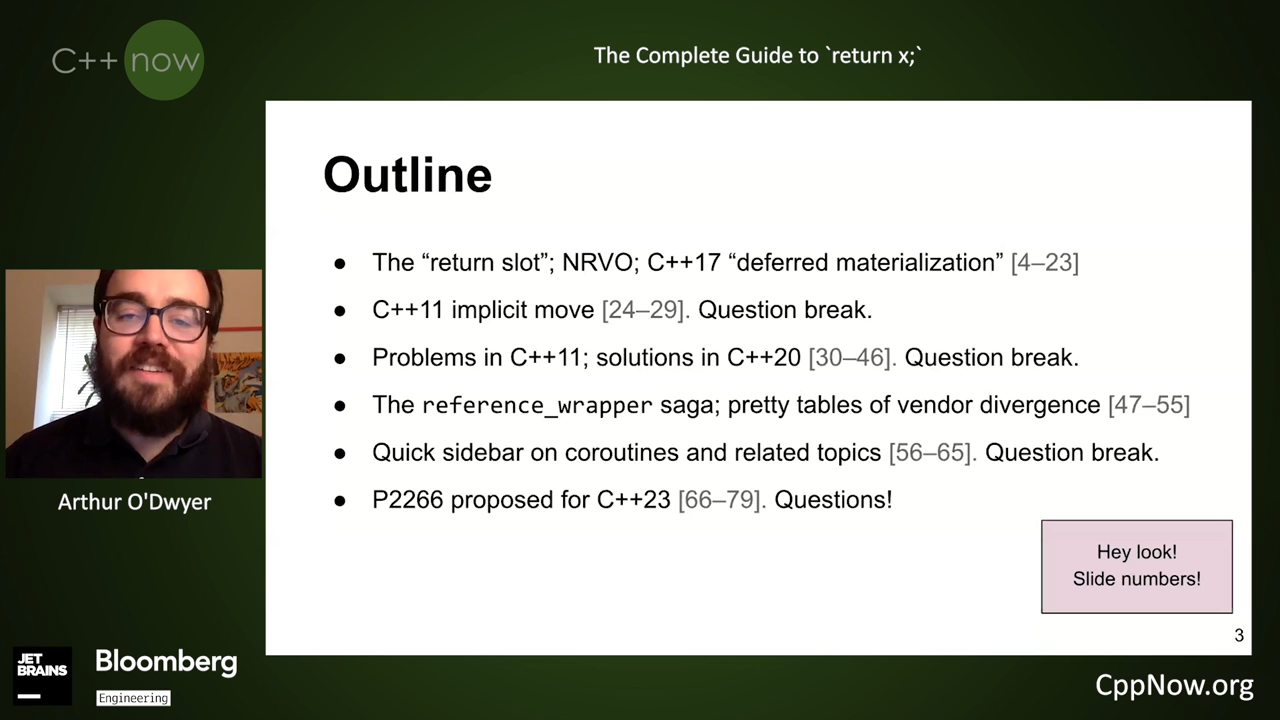 C++ now
The Complete Guide to `return x;`
Outline
● The “return slot”; NRVO; C++17 “deferred materialization” [4–23]
● C++11 implicit move [24–29]. Question break.
● Problems in C++11; solutions in C++20 [30–46]. Question break.
● The reference_wrapper saga; pretty tables of vendor divergence [47–55]
● Quick sidebar on coroutines and related topics [56–65]. Question break.
● P2266 proposed for C++23 [66–79]. Questions!
Hey look!
Slide numbers!
3
Arthur O'Dwyer
JET
BRAINS
Bloomberg
Engineering
CppNow.org